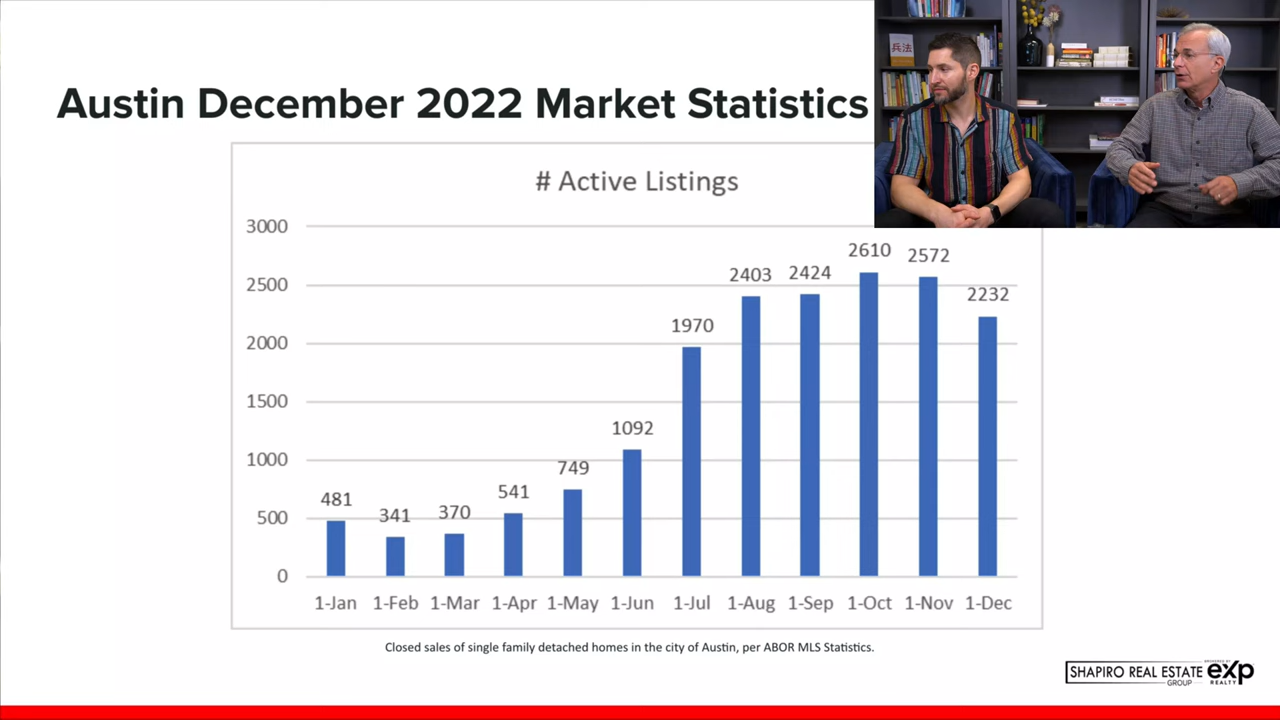 Austin December 2022 Market Statistics
兵法
# Active Listings
3000
2500
2000
1500
1000
500
0
481
341
370
541
749
1092
1970
2403
2424
2610
2572
2232
1-Jan 1-Feb 1-Mar 1-Apr 1-May 1-Jun 1-Jul 1-Aug 1-Sep 1-Oct 1-Nov 1-Dec
Closed sales of single family detached homes in the city of Austin, per ABOR MLS Statistics.
SHAPIRO REAL ESTATE
GROUP
eXp
REALTY